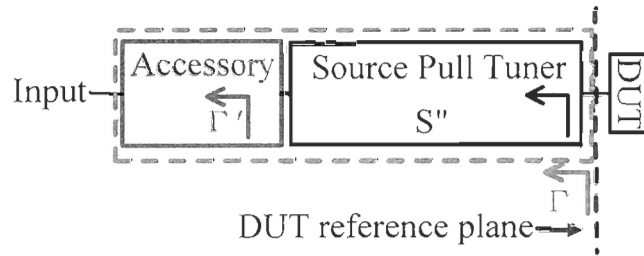 Accessory
Source Pull Tuner
Input
Γ'
S"
DUT
Γ
DUT reference plane